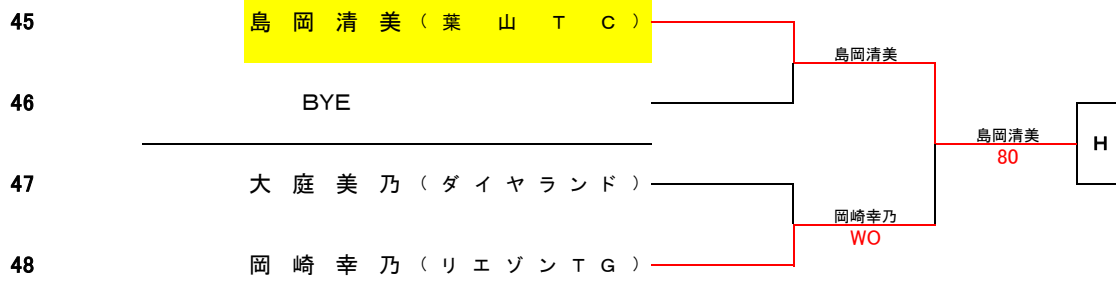 45 島岡清美（葉山TC）
島岡清美
46 BYE
島岡清美
80
H
47 大庭美乃（ダイヤランド）
岡崎幸乃
WO
48 岡崎幸乃（リエゾンTG）